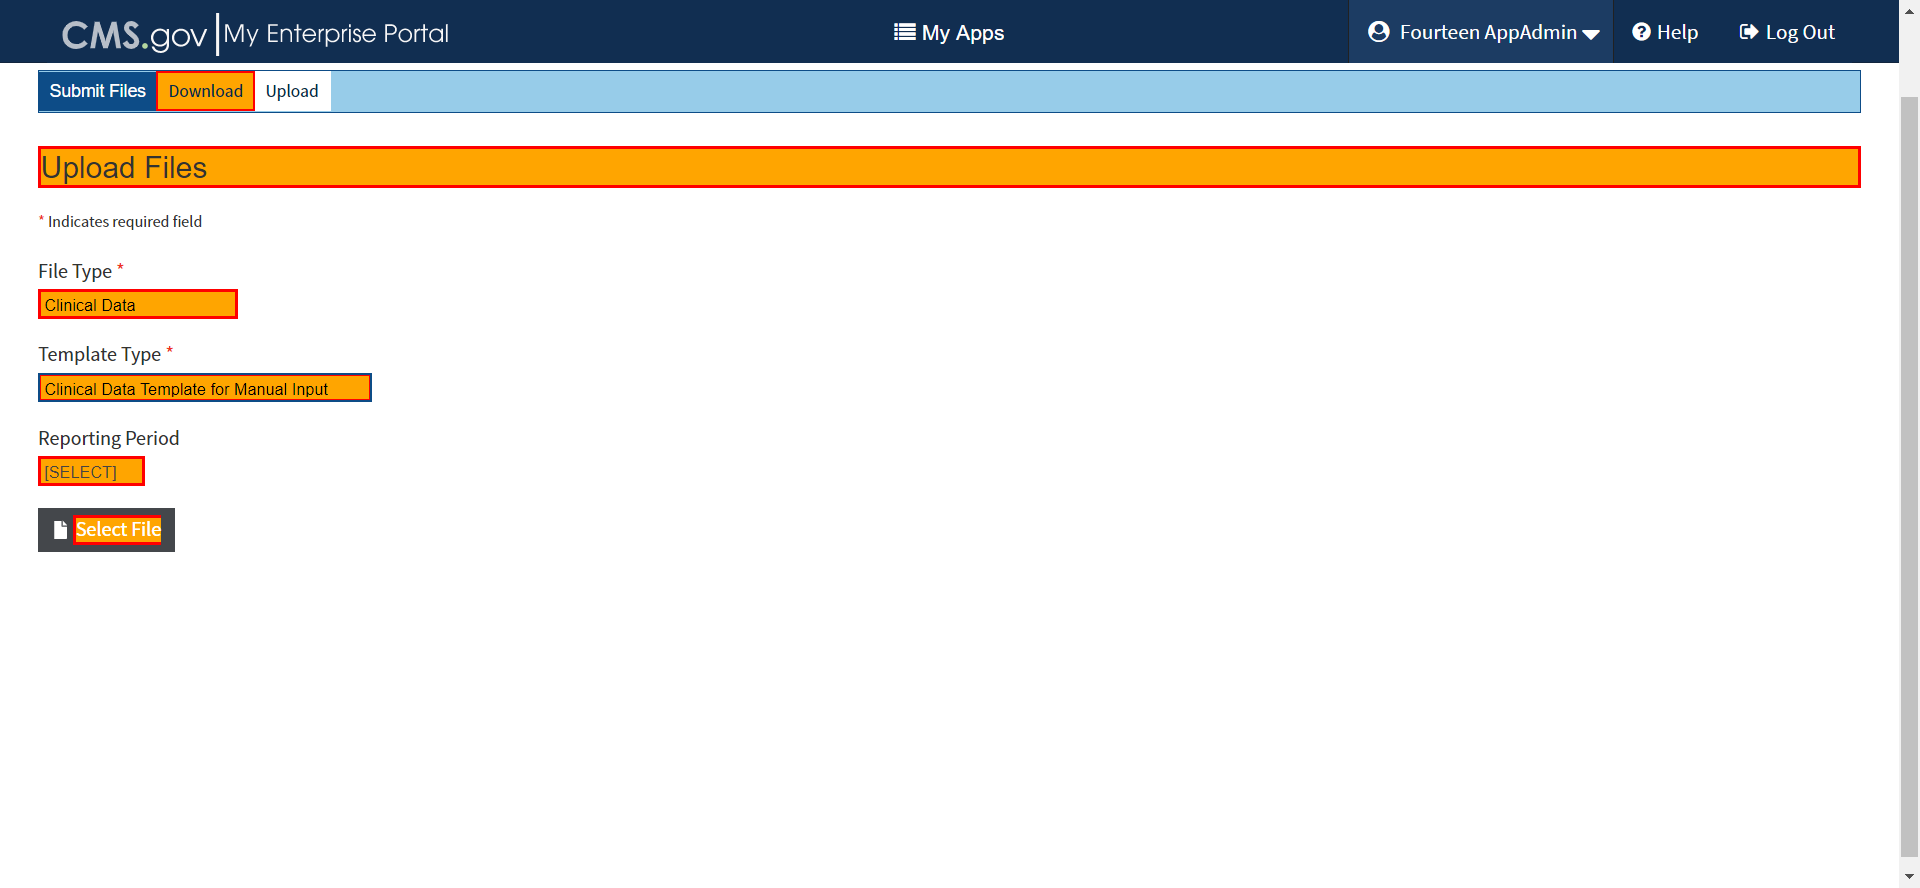 CMS.gov My Enterprise Portal
My Apps
Fourteen AppAdmin
Help
Log Out
Submit Files
Download
Upload
Upload Files
* Indicates required field
File Type *
Clinical Data
Template Type *
Clinical Data Template for Manual Input
Reporting Period
[SELECT]
Select File